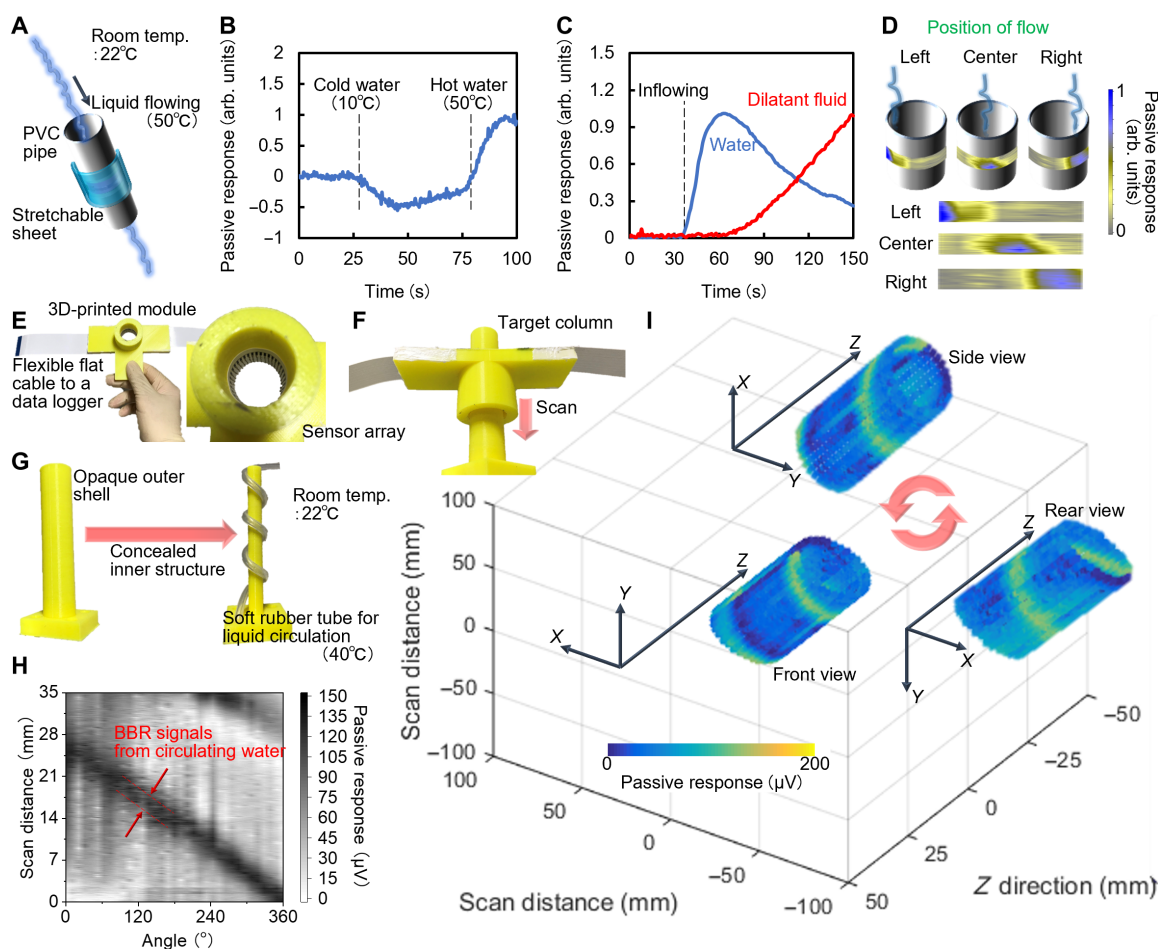 A
Room temp.
:22℃
Liquid flowing
(50℃)
PVC
pipe
Stretchable
sheet
B
Passive response (arb. units)
2
1.5
1
0.5
0
−0.5
−1
Cold water
(10℃)
Hot water
(50℃)
0
25
50
75
100
Time (s)
C
Passive response (arb. units)
1.5
1.2
0.9
0.6
0.3
0
Inflowing
Dilatant fluid
Water
0
30
60
90
120
150
Time (s)
D
Position of flow
Left
Center
Right
Left
Center
Right
1
0
Passive response
(arb. units)
E
3D-printed module
Flexible flat
cable to a
data logger
Sensor array
F
Target column
Scan
G
Opaque outer
shell
Concealed
inner structure
Room temp.
:22℃
Soft rubber tube for
liquid circulation
(40℃)
H
Scan distance (mm)
35
28
21
14
7
0
BBR signals
from circulating water
0
120
240
360
Angle (°)
150
135
120
105
90
75
60
45
30
15
0
Passive response (μV)
I
Z
X
Y
Side view
Z
Y
X
Front view
Rear view
Z
X
Y
100
50
0
−50
−100
Scan distance (mm)
0
200
Passive response (μV)
100
50
0
−50
−100
Scan distance (mm)
50
25
0
−25
−50
Z direction (mm)